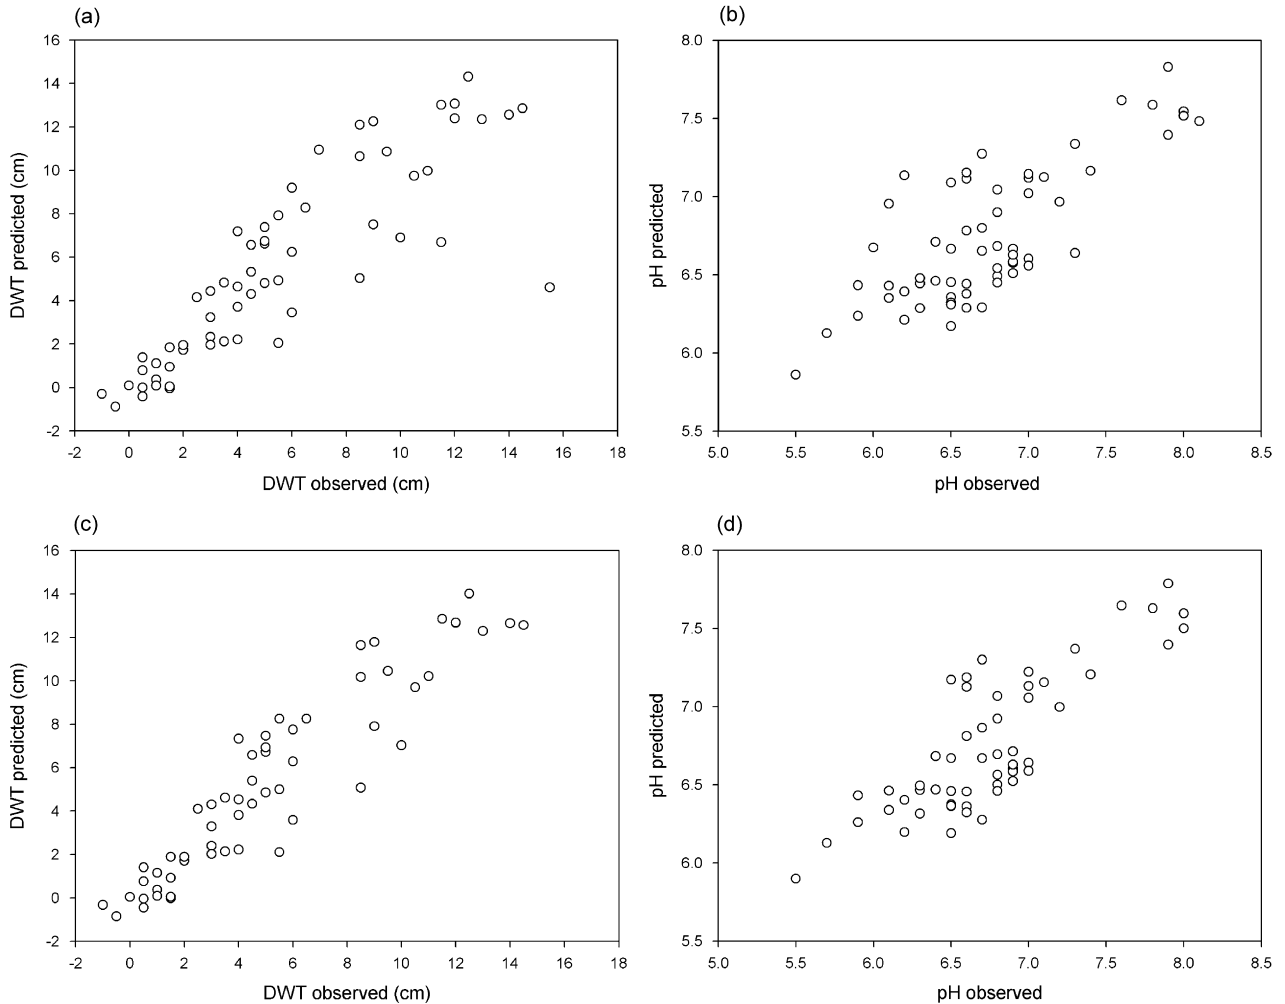 (a)
(b)
16
14
12
10
8
6
4
2
0
-2
-2 0 2 4 6 8 10 12 14 16 18
DWT observed (cm)
DWT predicted (cm)
8.0
7.5
7.0
6.5
6.0
5.5
5.0 5.5 6.0 6.5 7.0 7.5 8.0 8.5
pH observed
pH predicted
(c)
(d)
16
14
12
10
8
6
4
2
0
-2
-2 0 2 4 6 8 10 12 14 16 18
DWT observed (cm)
DWT predicted (cm)
8.0
7.5
7.0
6.5
6.0
5.5
5.0 5.5 6.0 6.5 7.0 7.5 8.0 8.5
pH observed
pH predicted